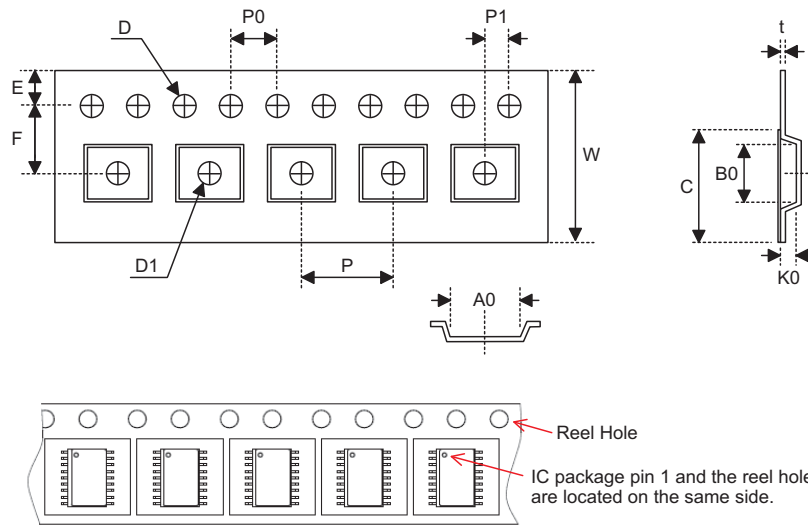 D
P0
P1
t
E
F
W
C
B0
D1
P
K0
A0
Reel Hole
IC package pin 1 and the reel hole
are located on the same side.